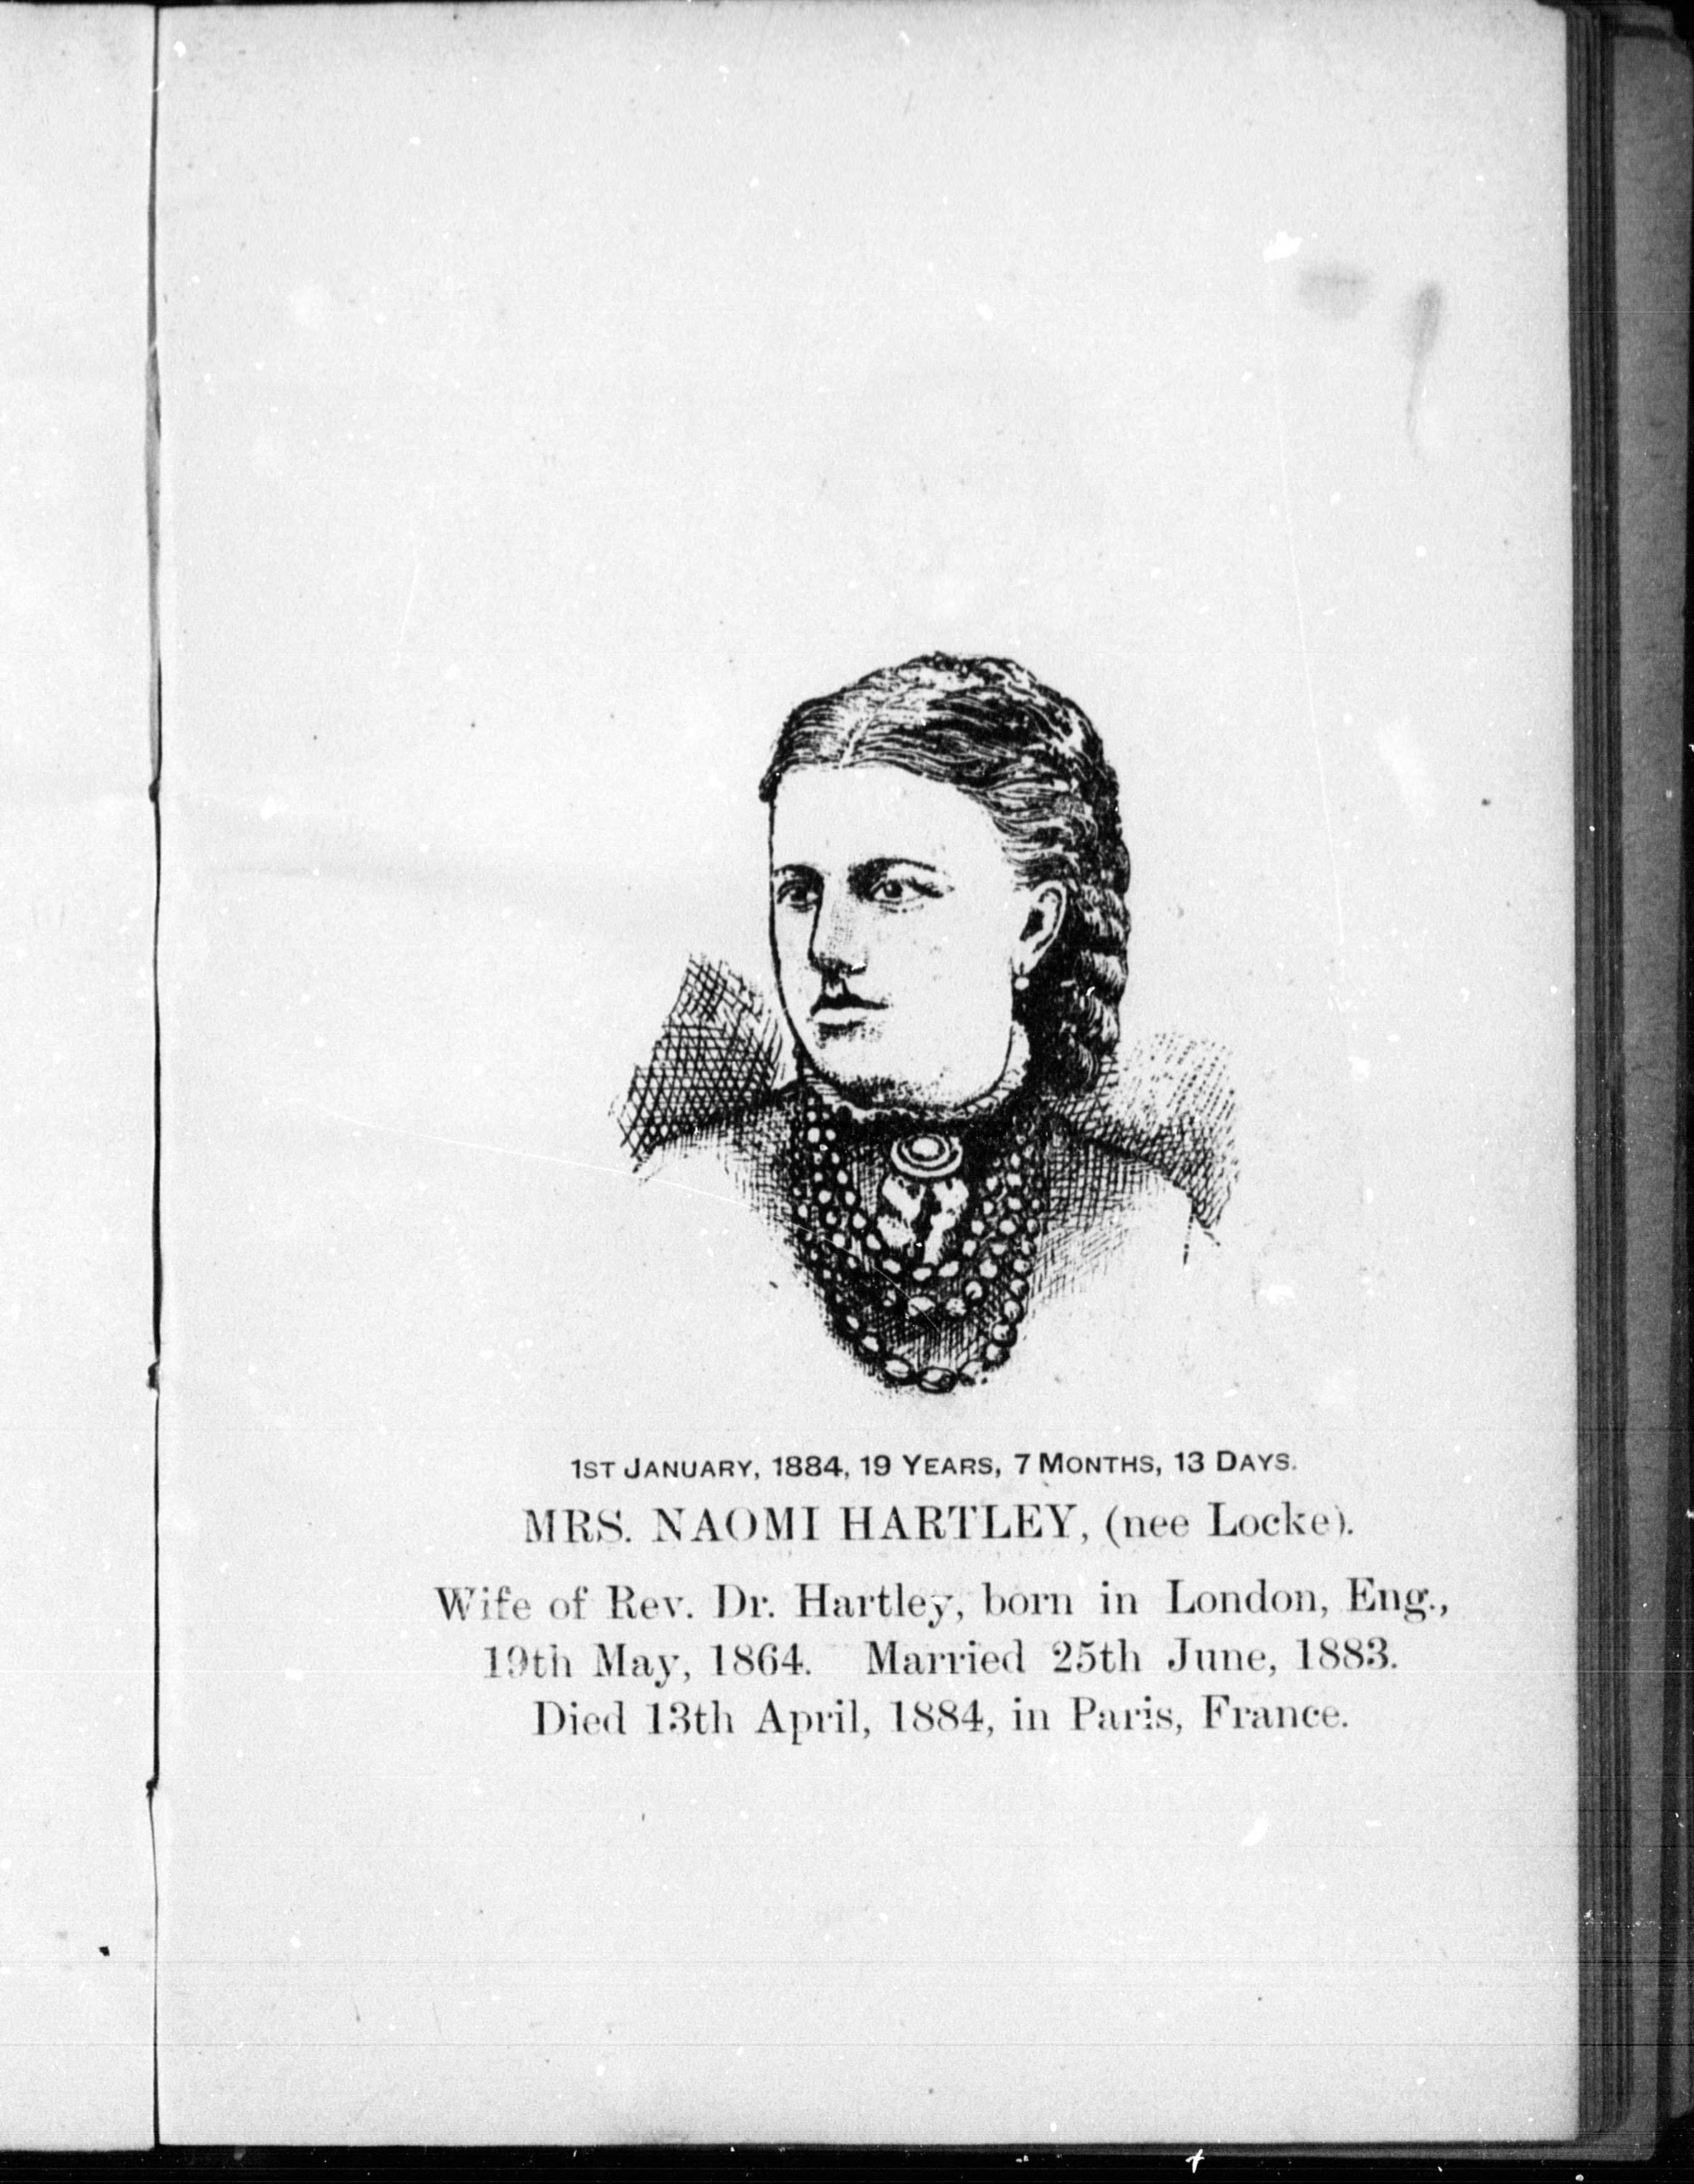 1ST JANUARY, 1884, 19 YEARS, 7 MONTHS, 13 DAYS.
MRS. NAOMI HARTLEY, (nee Locke).
Wife of Rev. Dr. Hartley, born in London, Eng.,
19th May, 1864. Married 25th June, 1883.
Died 13th April, 1884, in Paris, France.